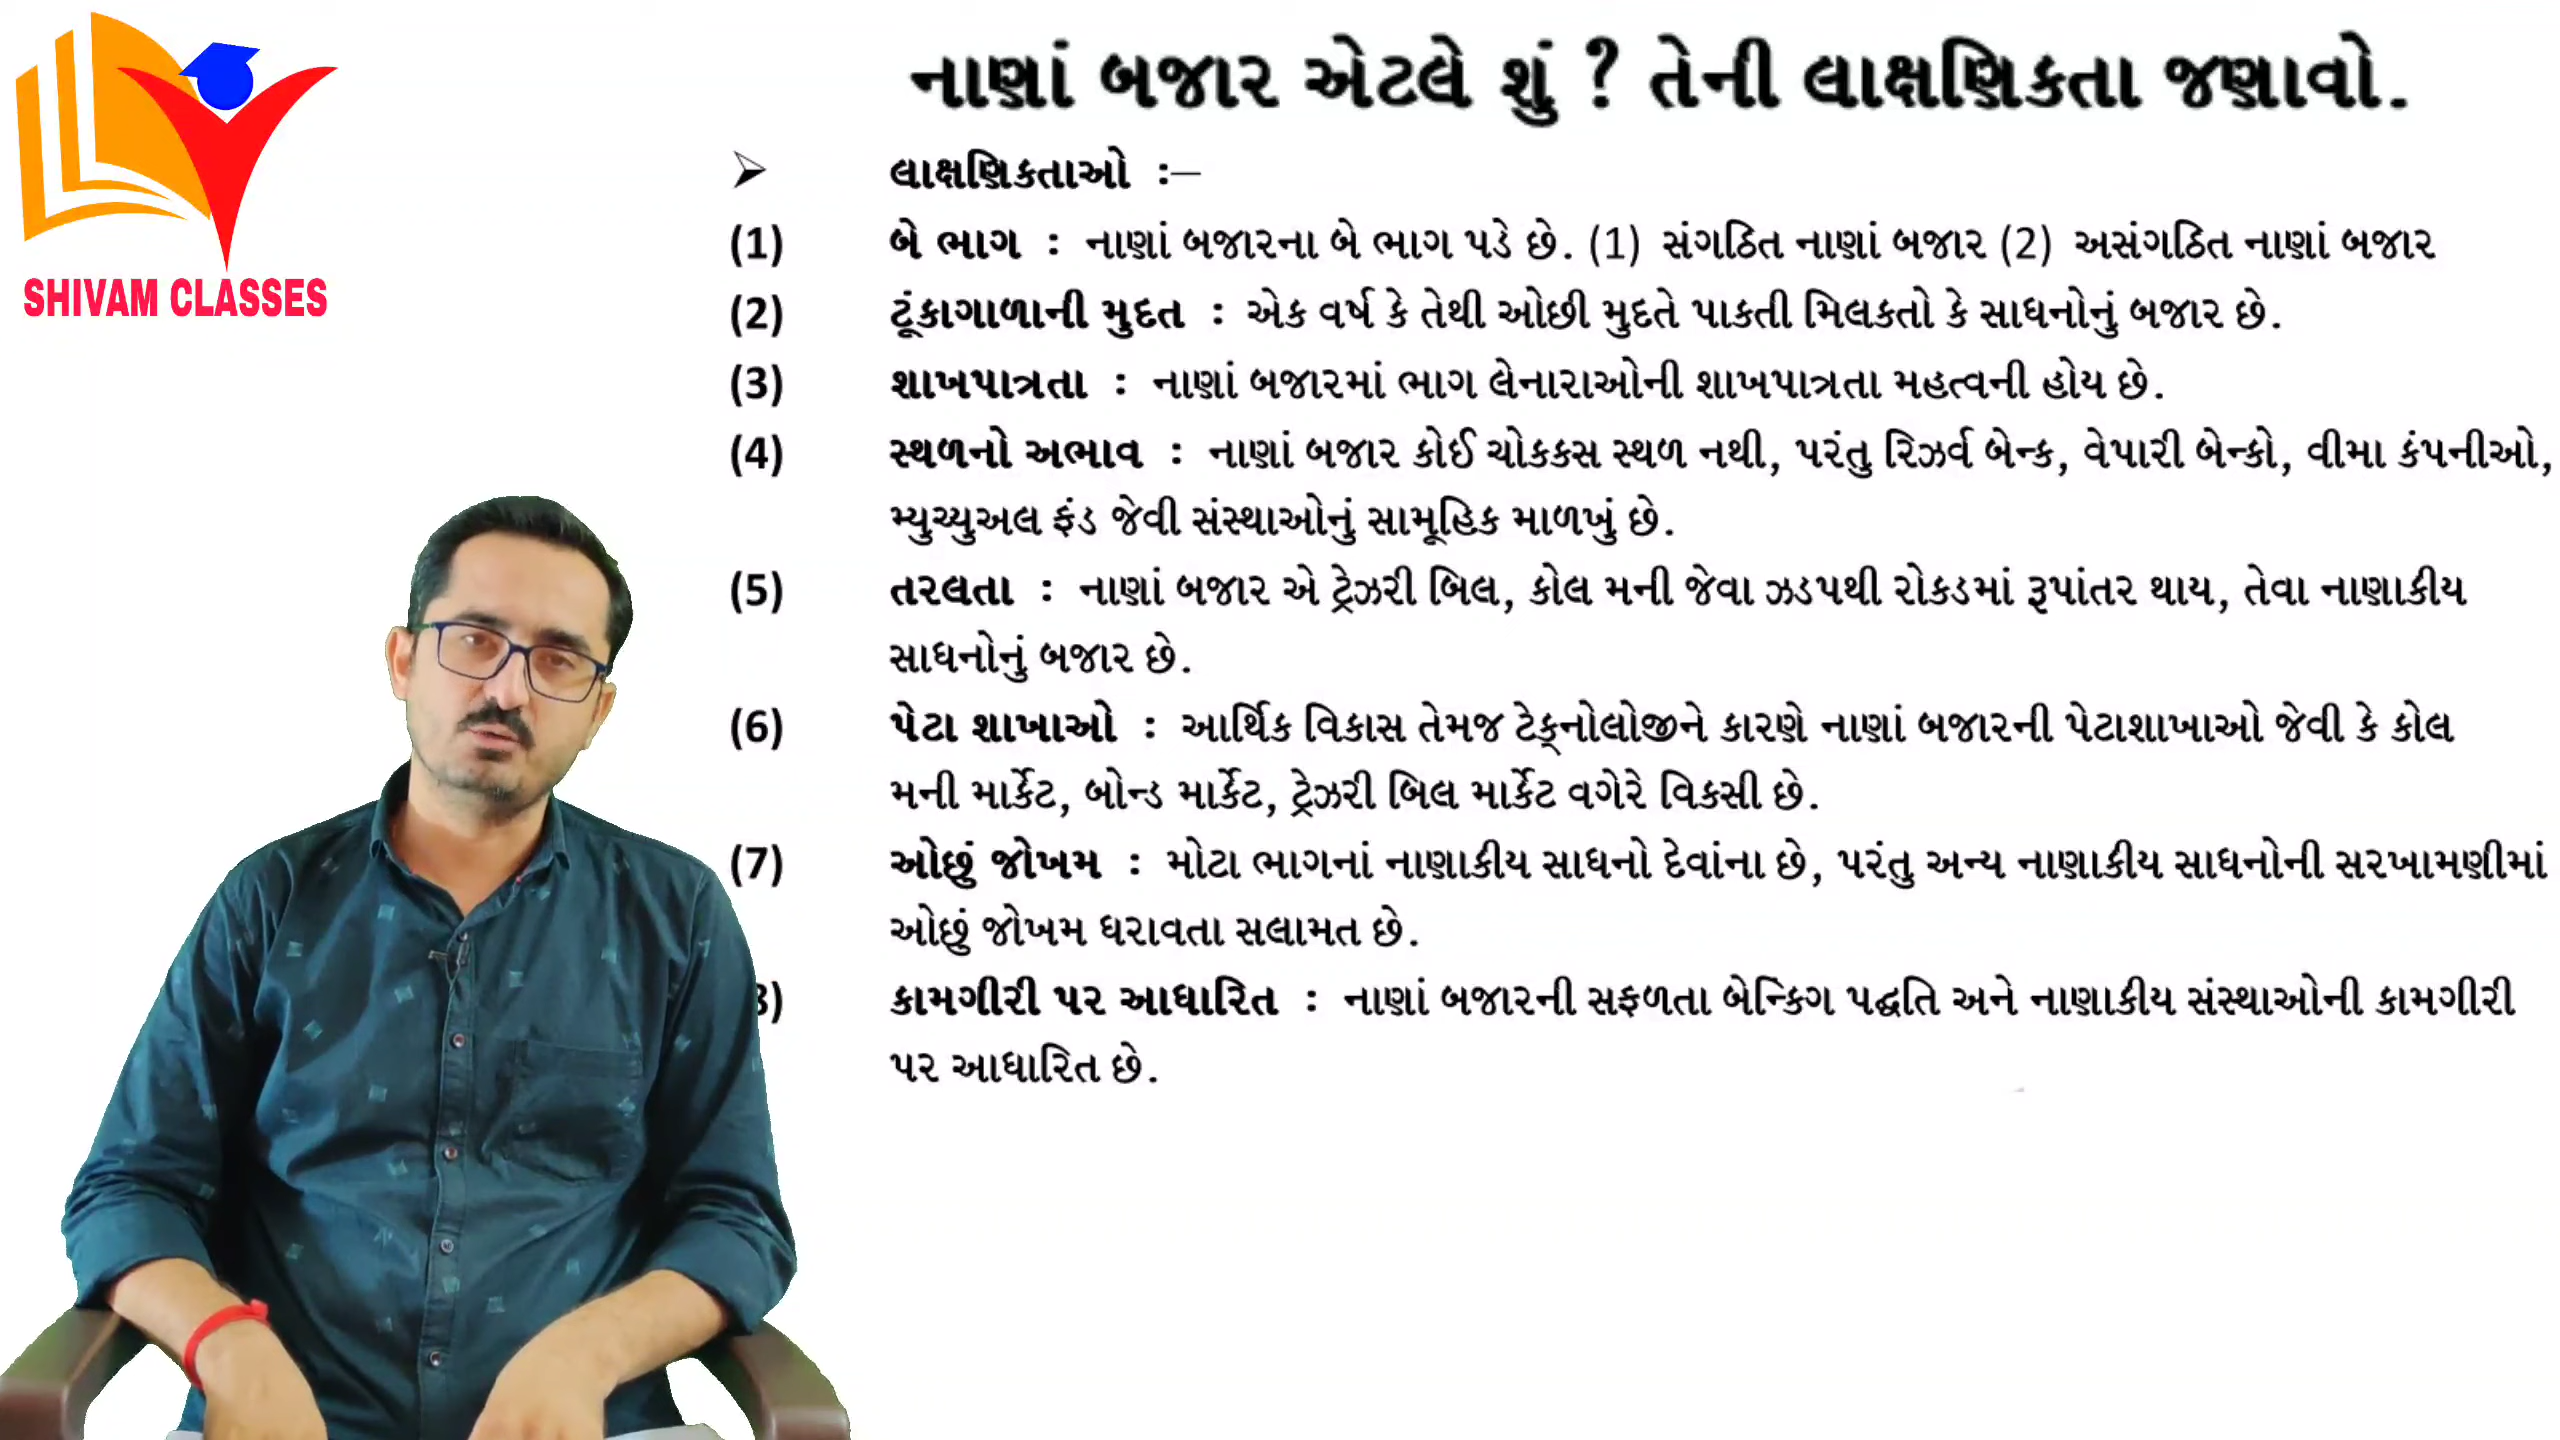 SHIVAM CLASSES
નાણાં બજાર એટલે શું ? તેની લાક્ષણિકતા જણાવો.
➢ લાક્ષણિકતાઓ :–
(1) બે ભાગ : નાણાં બજારના બે ભાગ પડે છે. (1) સંગઠિત નાણાં બજાર (2) અસંગઠિત નાણાં બજાર
(2) ટૂંકાગાળાની મુદત : એક વર્ષ કે તેથી ઓછી મુદતે પાકતી મિલકતો કે સાધનોનું બજાર છે.
(3) શાખપાત્રતા : નાણાં બજારમાં ભાગ લેનારાઓની શાખપાત્રતા મહત્વની હોય છે.
(4) સ્થળનો અભાવ : નાણાં બજાર કોઈ ચોકકસ સ્થળ નથી, પરંતુ રિઝર્વ બેન્ક, વેપારી બેન્કો, વીમા કંપનીઓ,
મ્યુચ્યુઅલ ફંડ જેવી સંસ્થાઓનું સામૂહિક માળખું છે.
(5) તરલતા : નાણાં બજાર એ ટ્રેઝરી બિલ, કોલ મની જેવા ઝડપથી રોકડમાં રૂપાંતર થાય, તેવા નાણાકીય
સાધનોનું બજાર છે.
(6) પેટા શાખાઓ : આર્થિક વિકાસ તેમજ ટેક્નોલોજીને કારણે નાણાં બજારની પેટાશાખાઓ જેવી કે કોલ
મની માર્કેટ, બોન્ડ માર્કેટ, ટ્રેઝરી બિલ માર્કેટ વગેરે વિકસી છે.
(7) ઓછું જોખમ : મોટા ભાગનાં નાણાકીય સાધનો દેવાંના છે, પરંતુ અન્ય નાણાકીય સાધનોની સરખામણીમાં
ઓછું જોખમ ધરાવતા સલામત છે.
8) કામગીરી પર આધારિત : નાણાં બજારની સફળતા બેન્કિગ પદ્ધતિ અને નાણાકીય સંસ્થાઓની કામગીરી
પર આધારિત છે.